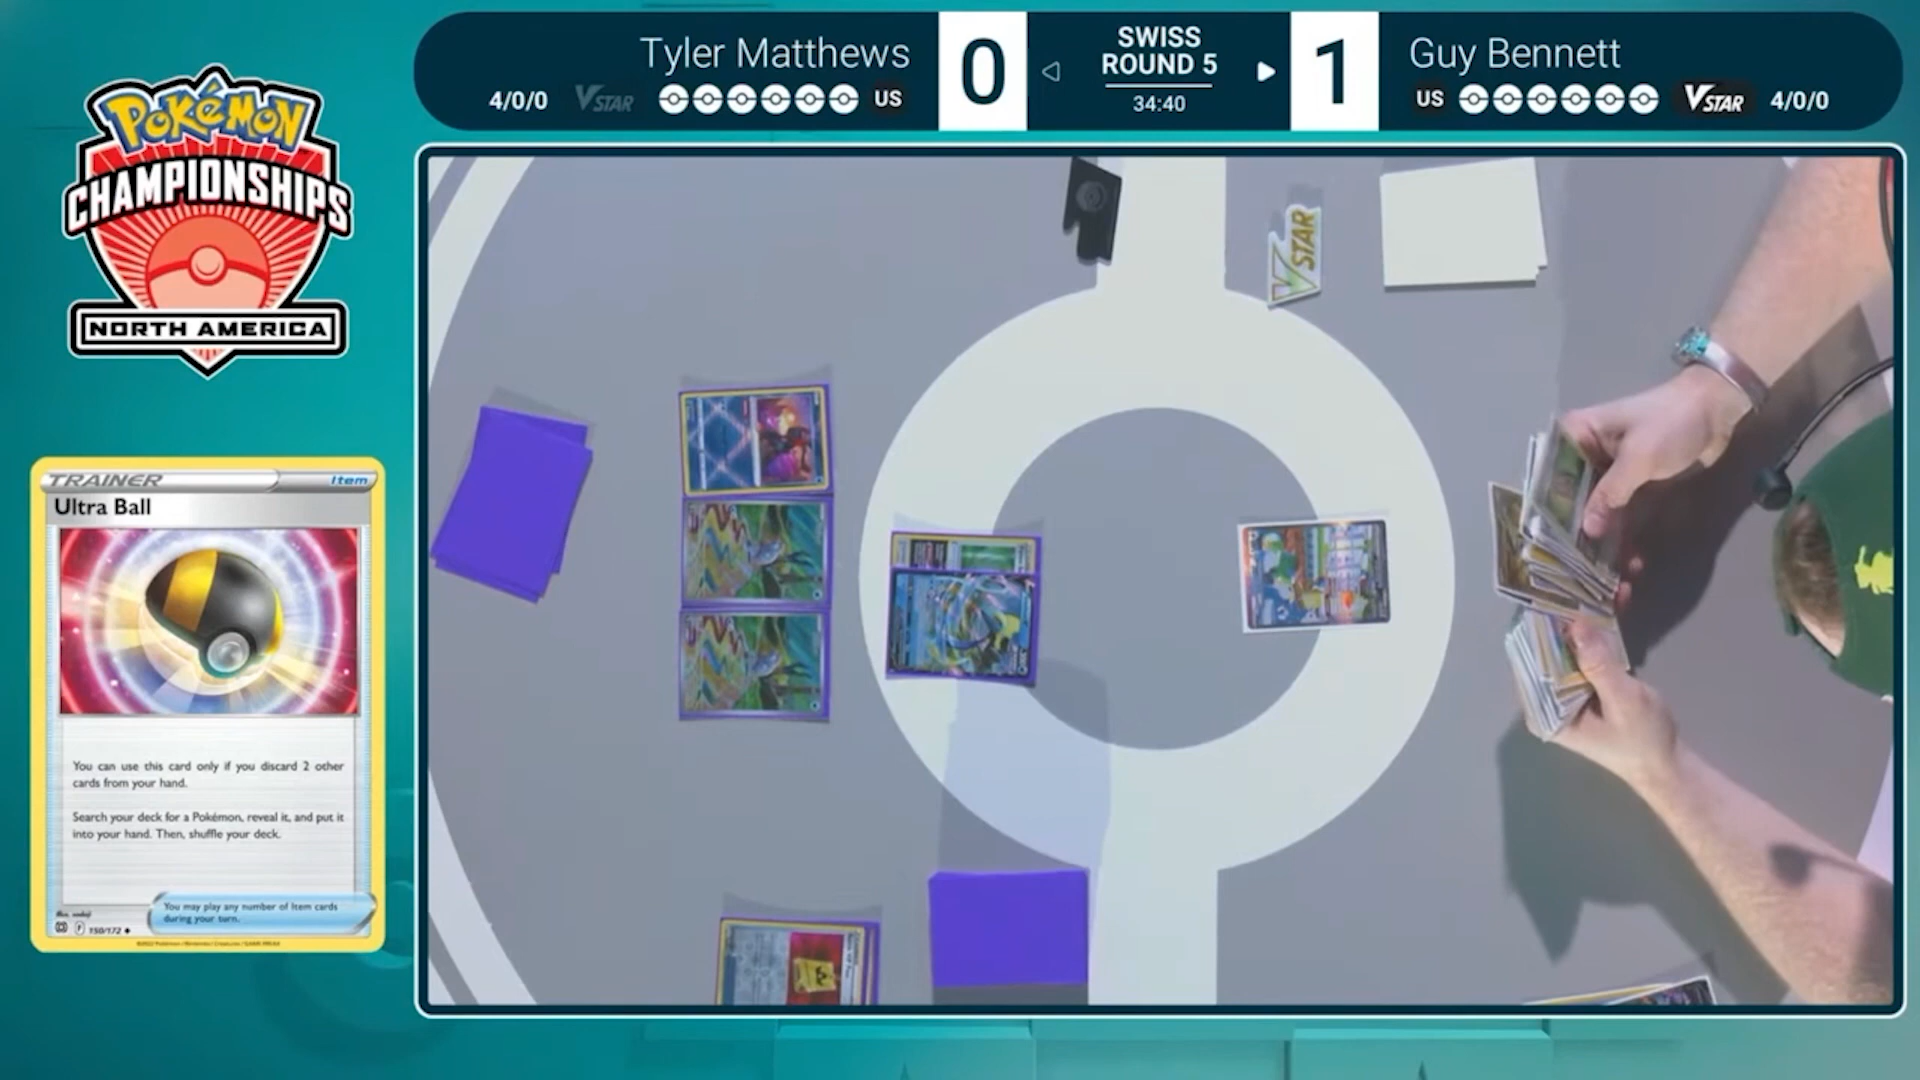 Tyler Matthews
4/0/0
VSTAR
US
0
SWISS
ROUND 5
34:40
1
Guy Bennett
US
VSTAR
4/0/0
POKéMON
CHAMPIONSHIPS
NORTH AMERICA
VSTAR
TRAINER
Item
Ultra Ball
You can use this card only if you discard 2 other
cards from your hand.
Search your deck for a Pokémon, reveal it, and put it
into your hand. Then, shuffle your deck.
You may play any number of Item cards
during your turn.
150/172